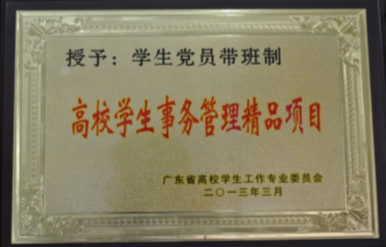 授予：学生党员带班制
高校学生事务管理精品项目
广东省高校学生工作专业委员会
二〇一三年三月